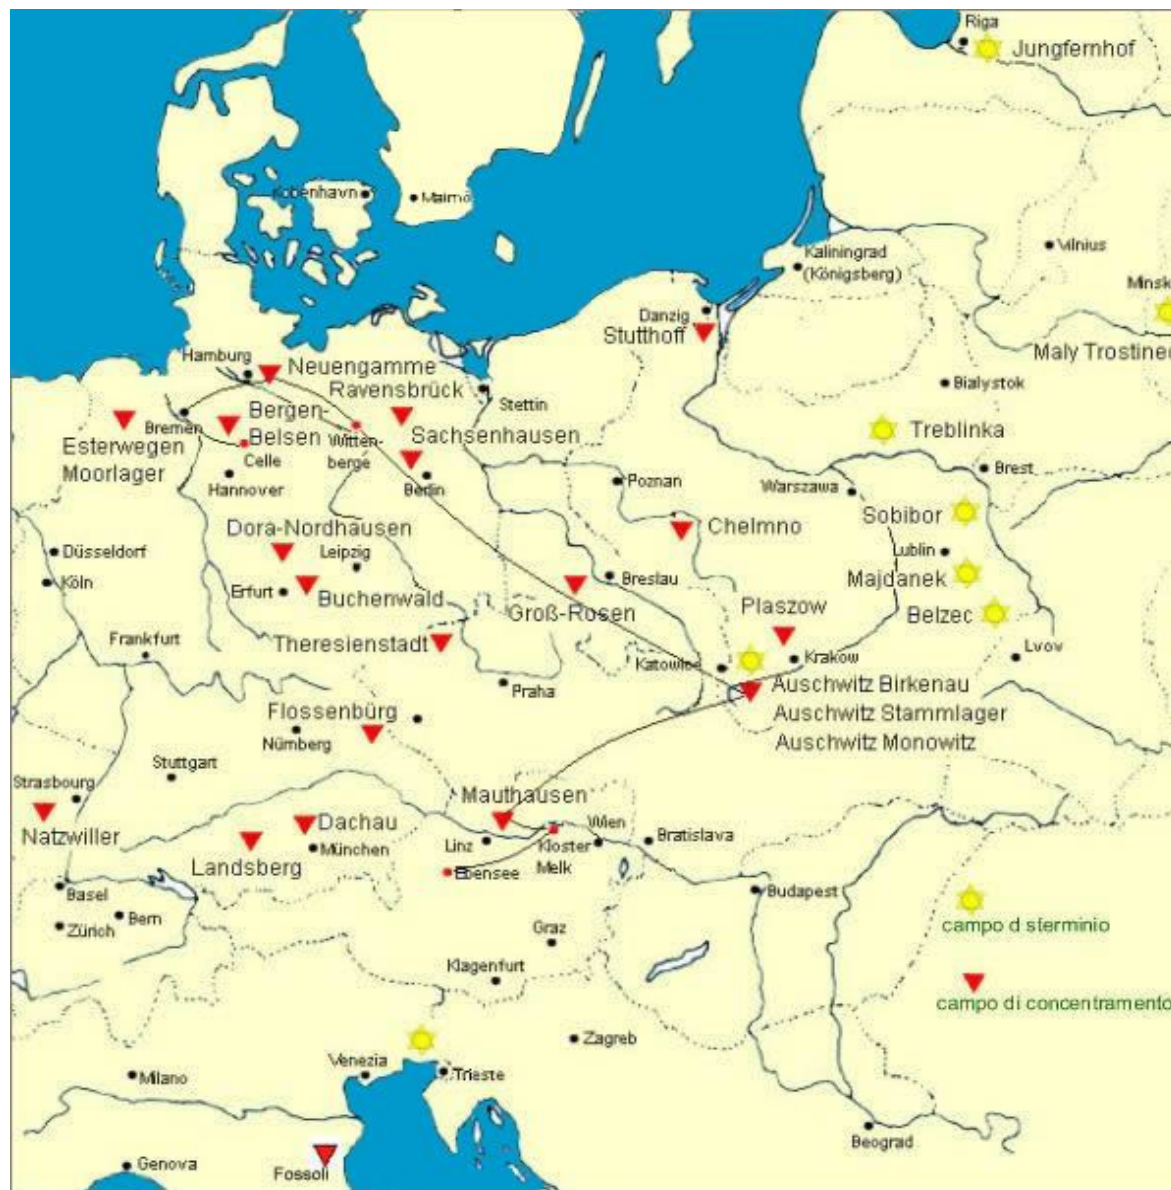 Riga
Jungfernhof
København
Malmö
Vilnius
Kaliningrad
(Königsberg)
Minsk
Danzig
Stutthoff
Maly Trostinec
Hamburg
Neuengamme
Ravensbrück
Bialystok
Stettin
Bremen
Bergen-
Belsen
Celle
Witten-
berge
Sachsenhausen
Berlin
Treblinka
Esterwegen
Moorlager
Hannover
Poznan
Warszawa
Brest
Sobibor
Dora-Nordhausen
Chelmno
Düsseldorf
Leipzig
Lublin
Köln
Erfurt
Buchenwald
Breslau
Majdanek
Groß-Rosen
Plaszow
Belzec
Frankfurt
Theresienstadt
Katowice
Krakow
Lvov
Praha
Auschwitz Birkenau
Auschwitz Stammlager
Auschwitz Monowitz
Flossenbürg
Nürnberg
Stuttgart
Strasbourg
Natzwiller
Mauthausen
Dachau
München
Landsberg
Linz
Wien
Kloster
Melk
Bratislava
Ebensee
Basel
Bern
Zürich
Budapest
Graz
campo d sterminio
Klagenfurt
campo di concentramento
Zagreb
Venezia
Trieste
Milano
Beograd
Genova
Fossoli